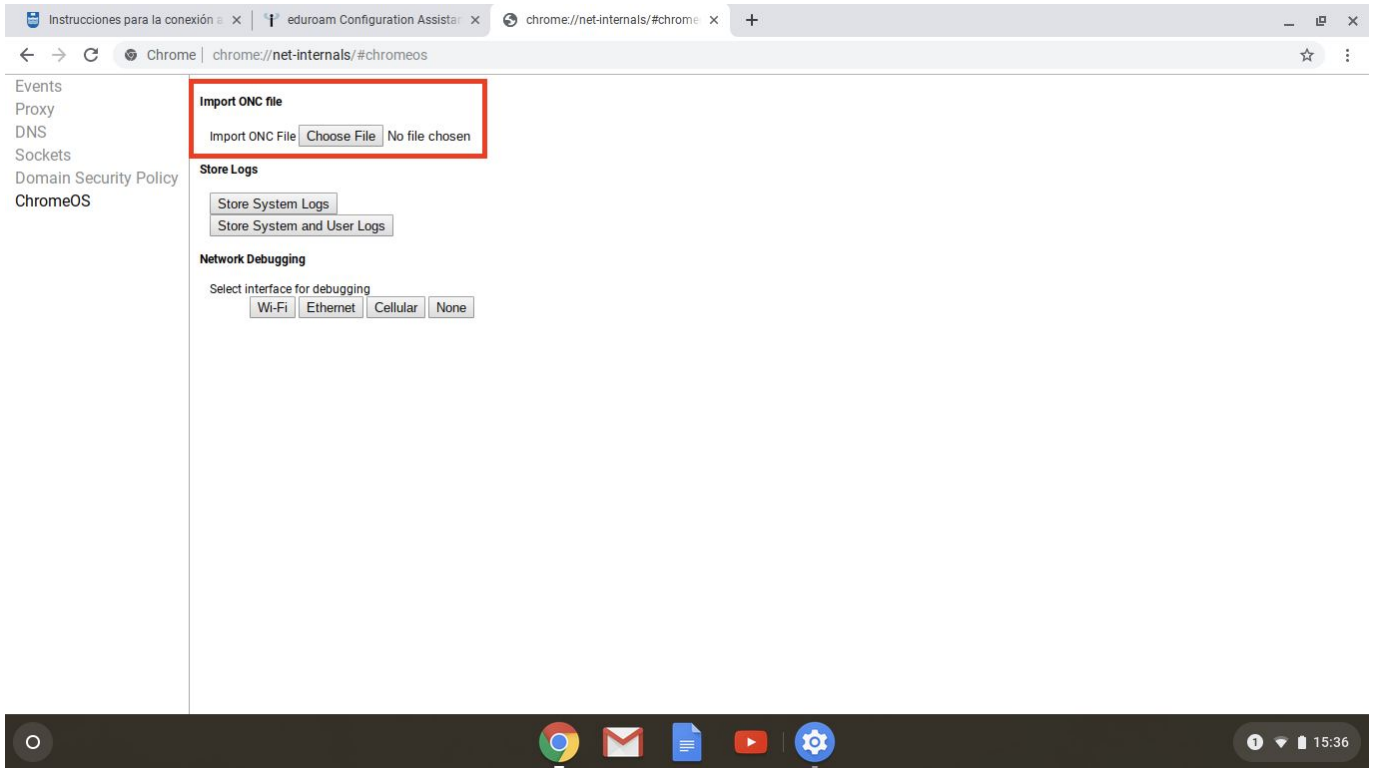 Instrucciones para la conexión a
eduroam Configuration Assistan
chrome://net-internals/#chrome
Chrome | chrome://net-internals/#chromeos
Events
Proxy
DNS
Sockets
Domain Security Policy
ChromeOS
Import ONC file
Import ONC File Choose File No file chosen
Store Logs
Store System Logs
Store System and User Logs
Network Debugging
Select interface for debugging
Wi-Fi Ethernet Cellular None
1 15:36